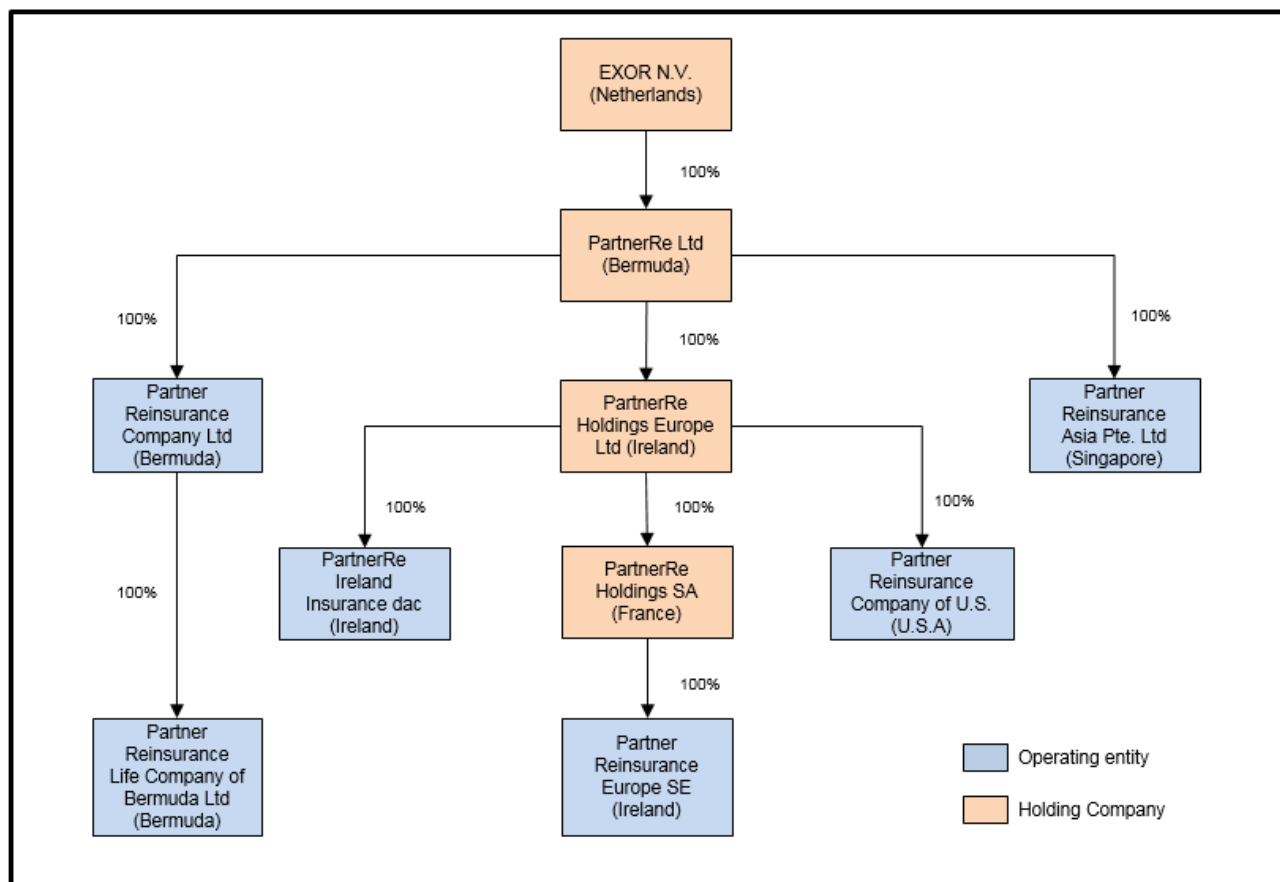 EXOR N.V.
(Netherlands)
100%
PartnerRe Ltd
(Bermuda)
100%
100%
100%
Partner
Reinsurance
Company Ltd
(Bermuda)
PartnerRe
Holdings Europe
Ltd (Ireland)
Partner
Reinsurance
Asia Pte. Ltd
(Singapore)
100%
100%
100%
100%
PartnerRe
Ireland
Insurance dac
(Ireland)
PartnerRe
Holdings SA
(France)
Partner
Reinsurance
Company of U.S.
(U.S.A)
100%
Partner
Reinsurance
Life Company of
Bermuda Ltd
(Bermuda)
Partner
Reinsurance
Europe SE
(Ireland)
Operating entity
Holding Company